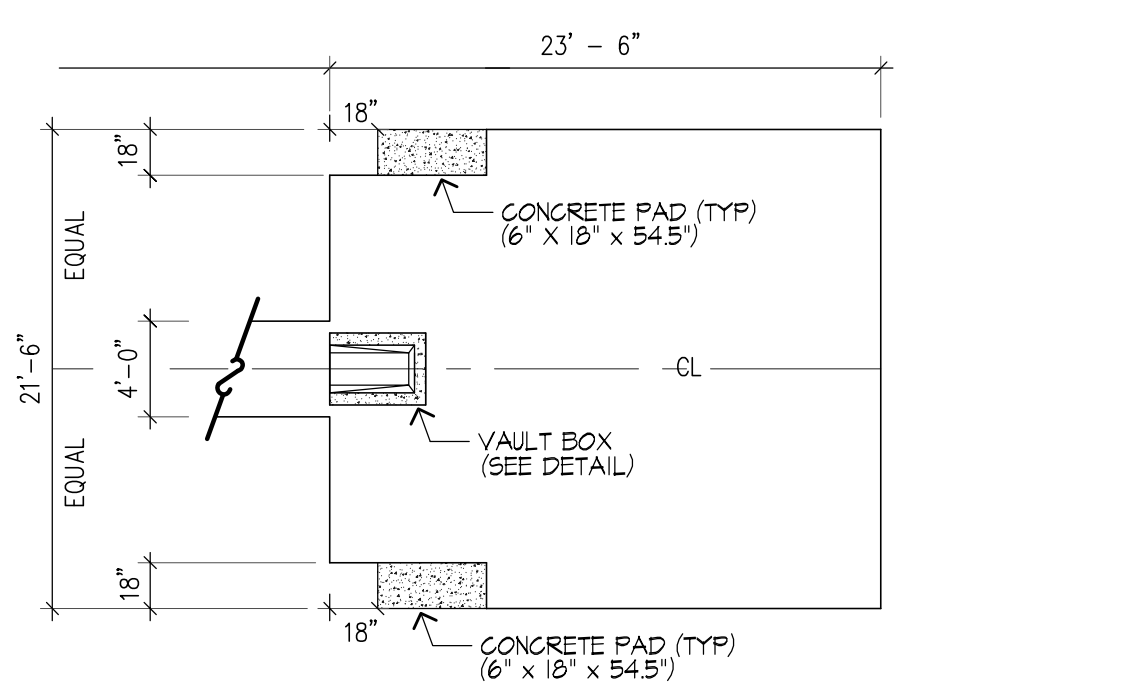 23' - 6"
18"
18"
CONCRETE PAD (TYP)
(6" X 18" x 54.5")
EQUAL
21'-6"
4'-0"
CL
VAULT BOX
(SEE DETAIL)
EQUAL
18"
18"
CONCRETE PAD (TYP)
(6" x 18" x 54.5")